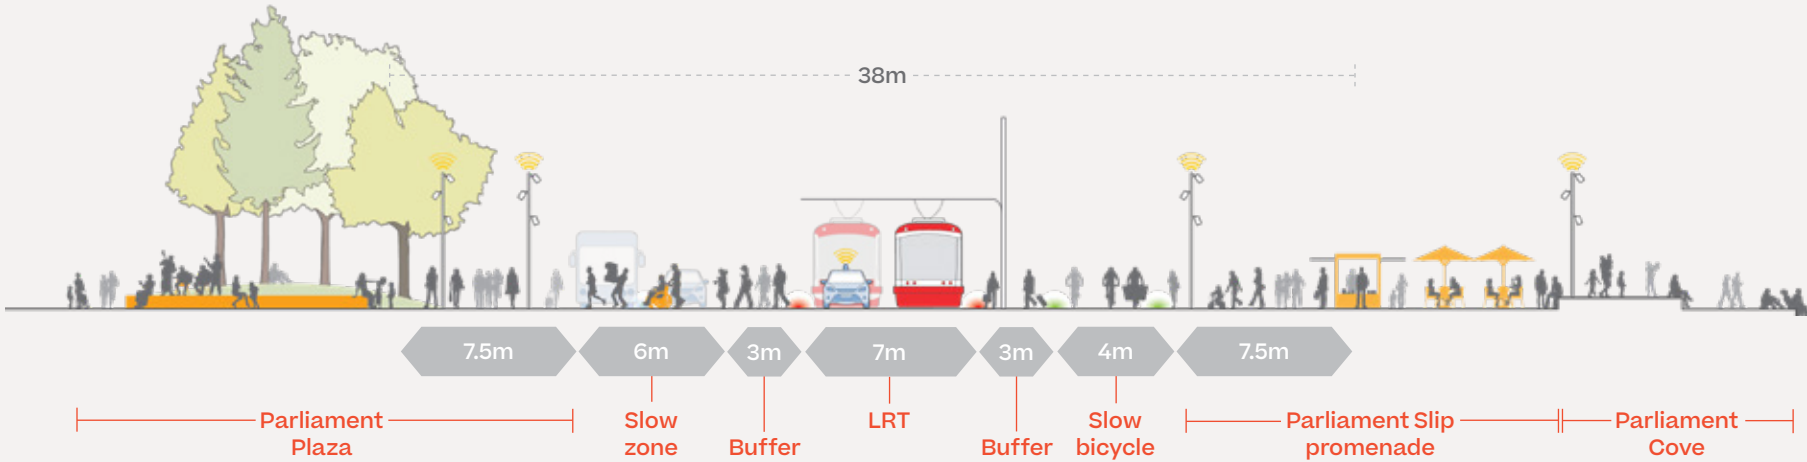 38m
7.5m
6m
3m
7m
3m
4m
7.5m
Parliament
Plaza
Slow
zone
Buffer
LRT
Buffer
Slow
bicycle
Parliament Slip
promenade
Parliament
Cove